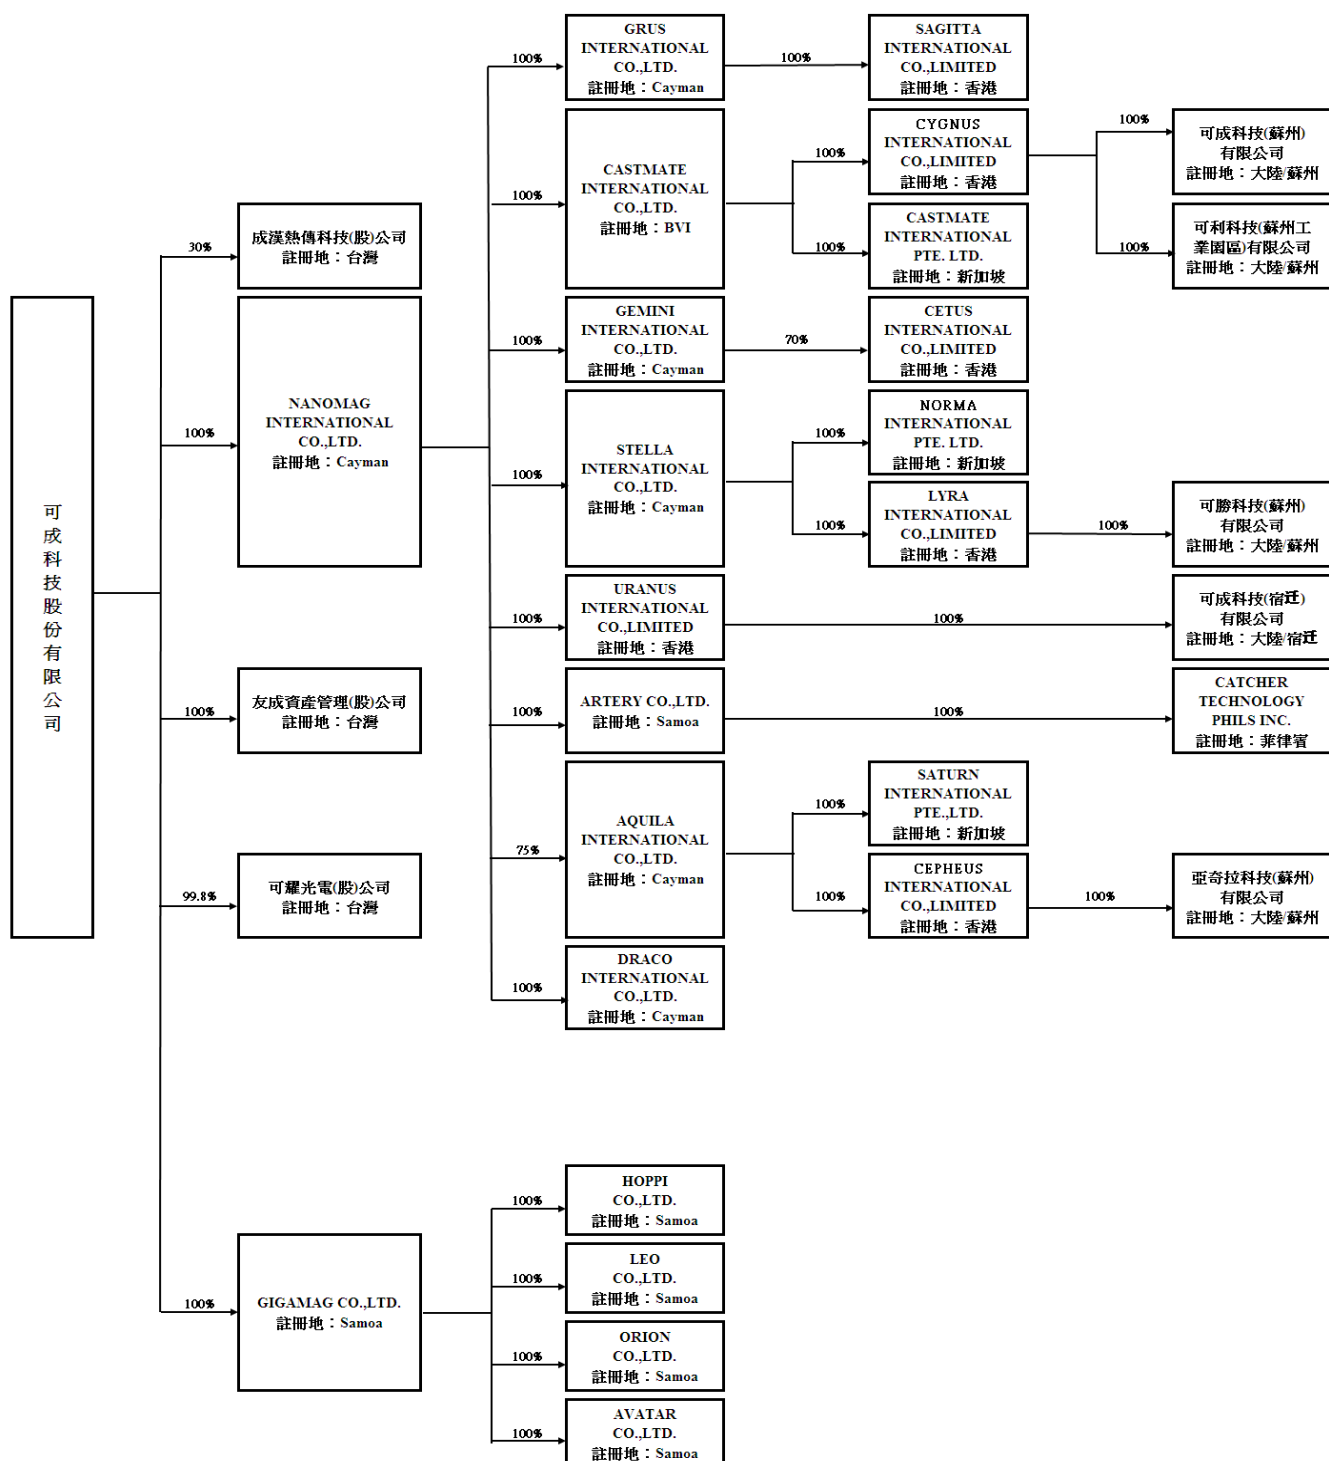 可成科技股份有限公司
30%
成漢熱傳科技(股)公司
註冊地：台灣
100%
NANOMAG
INTERNATIONAL
CO.,LTD.
註冊地：Cayman
100%
友成資產管理(股)公司
註冊地：台灣
99.8%
可耀光電(股)公司
註冊地：台灣
100%
GIGAMAG CO.,LTD.
註冊地：Samoa
100%
GRUS
INTERNATIONAL
CO.,LTD.
註冊地：Cayman
100%
SAGITTA
INTERNATIONAL
CO.,LIMITED
註冊地：香港
100%
CASTMATE
INTERNATIONAL
CO.,LTD.
註冊地：BVI
100%
CYGNUS
INTERNATIONAL
CO.,LIMITED
註冊地：香港
100%
可成科技(蘇州)
有限公司
註冊地：大陸/蘇州
100%
可利科技(蘇州工
業園區)有限公司
註冊地：大陸/蘇州
100%
CASTMATE
INTERNATIONAL
PTE. LTD.
註冊地：新加坡
100%
GEMINI
INTERNATIONAL
CO.,LTD.
註冊地：Cayman
70%
CETUS
INTERNATIONAL
CO.,LIMITED
註冊地：香港
100%
STELLA
INTERNATIONAL
CO.,LTD.
註冊地：Cayman
100%
NORMA
INTERNATIONAL
PTE. LTD.
註冊地：新加坡
100%
LYRA
INTERNATIONAL
CO.,LIMITED
註冊地：香港
100%
可勝科技(蘇州)
有限公司
註冊地：大陸/蘇州
100%
URANUS
INTERNATIONAL
CO.,LIMITED
註冊地：香港
100%
可成科技(宿迁)
有限公司
註冊地：大陸/宿迁
100%
ARTERY CO.,LTD.
註冊地：Samoa
100%
CATCHER
TECHNOLOGY
PHILS INC.
註冊地：菲律賓
75%
AQUILA
INTERNATIONAL
CO.,LTD.
註冊地：Cayman
100%
SATURN
INTERNATIONAL
PTE.,LTD.
註冊地：新加坡
100%
CEPHEUS
INTERNATIONAL
CO.,LIMITED
註冊地：香港
100%
亞奇拉科技(蘇州)
有限公司
註冊地：大陸/蘇州
100%
DRACO
INTERNATIONAL
CO.,LTD.
註冊地：Cayman
100%
HOPPI
CO.,LTD.
註冊地：Samoa
100%
LEO
CO.,LTD.
註冊地：Samoa
100%
ORION
CO.,LTD.
註冊地：Samoa
100%
AVATAR
CO.,LTD.
註冊地：Samoa